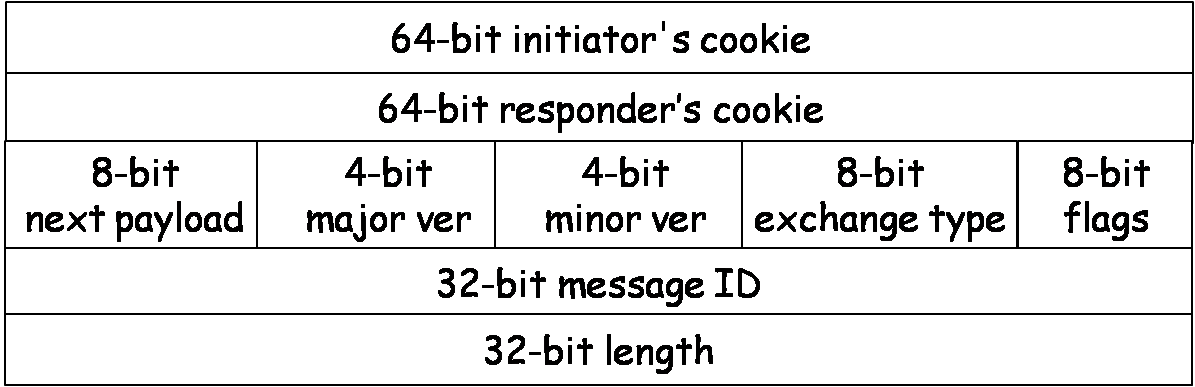 64-bit initiator's cookie
64-bit responder's cookie
8-bit
next payload
4-bit
major ver
4-bit
minor ver
8-bit
exchange type
8-bit
flags
32-bit message ID
32-bit length